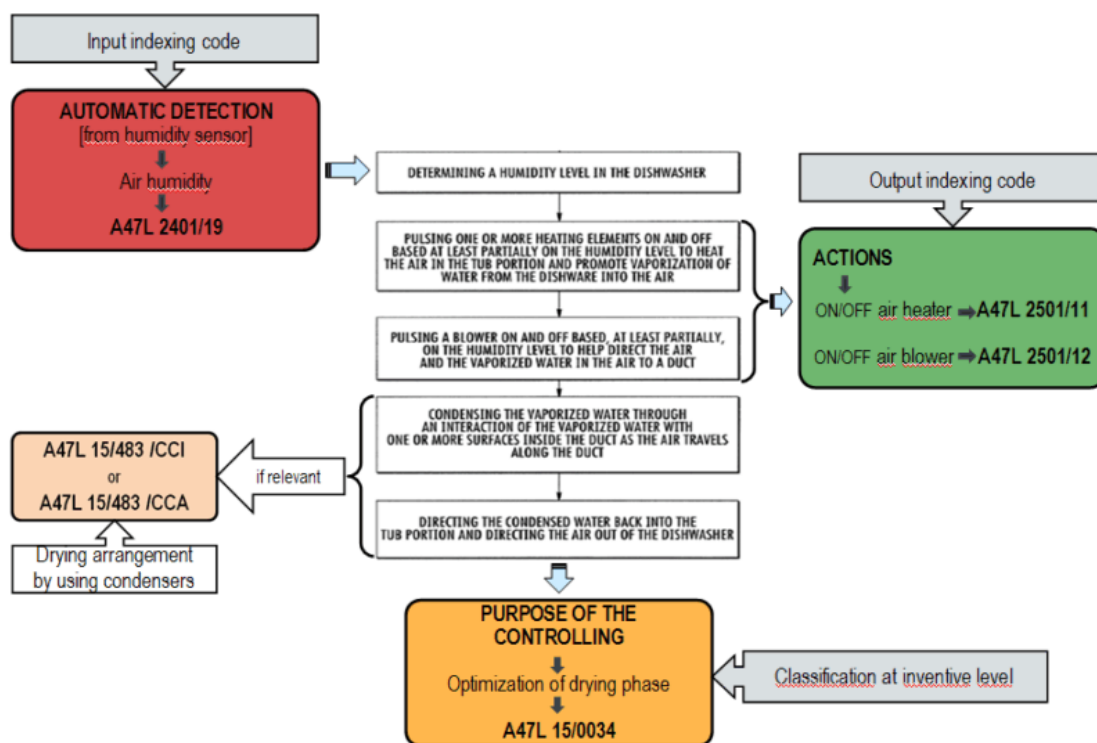 Input indexing code
AUTOMATIC DETECTION
[from humidity sensor]
Air humidity
A47L 2401/19
DETERMINING A HUMIDITY LEVEL IN THE DISHWASHER
PULSING ONE OR MORE HEATING ELEMENTS ON AND OFF
BASED AT LEAST PARTIALLY ON THE HUMIDITY LEVEL TO HEAT
THE AIR IN THE TUB PORTION AND PROMOTE VAPORIZATION OF
WATER FROM THE DISHWARE INTO THE AIR
PULSING A BLOWER ON AND OFF BASED, AT LEAST PARTIALLY,
ON THE HUMIDITY LEVEL TO HELP DIRECT THE AIR
AND THE VAPORIZED WATER IN THE AIR TO A DUCT
Output indexing code
ACTIONS
ON/OFF air heater A47L 2501/11
ON/OFF air blower A47L 2501/12
CONDENSING THE VAPORIZED WATER THROUGH
AN INTERACTION OF THE VAPORIZED WATER WITH
ONE OR MORE SURFACES INSIDE THE DUCT AS THE AIR TRAVELS
ALONG THE DUCT
DIRECTING THE CONDENSED WATER BACK INTO THE
TUB PORTION AND DIRECTING THE AIR OUT OF THE DISHWASHER
if relevant
A47L 15/483 /CCI
or
A47L 15/483 /CCA
Drying arrangement
by using condensers
PURPOSE OF THE
CONTROLLING
Optimization of drying phase
A47L 15/0034
Classification at inventive level